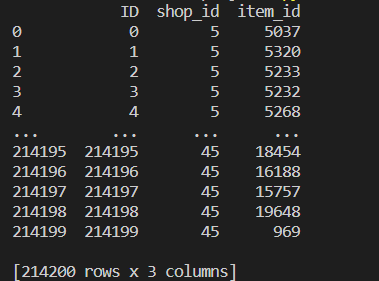 ID shop_id item_id
0 0 5 5037
1 1 5 5320
2 2 5 5233
3 3 5 5232
4 4 5 5268
... ... ... ...
214195 214195 45 18454
214196 214196 45 16188
214197 214197 45 15757
214198 214198 45 19648
214199 214199 45 969
[214200 rows x 3 columns]